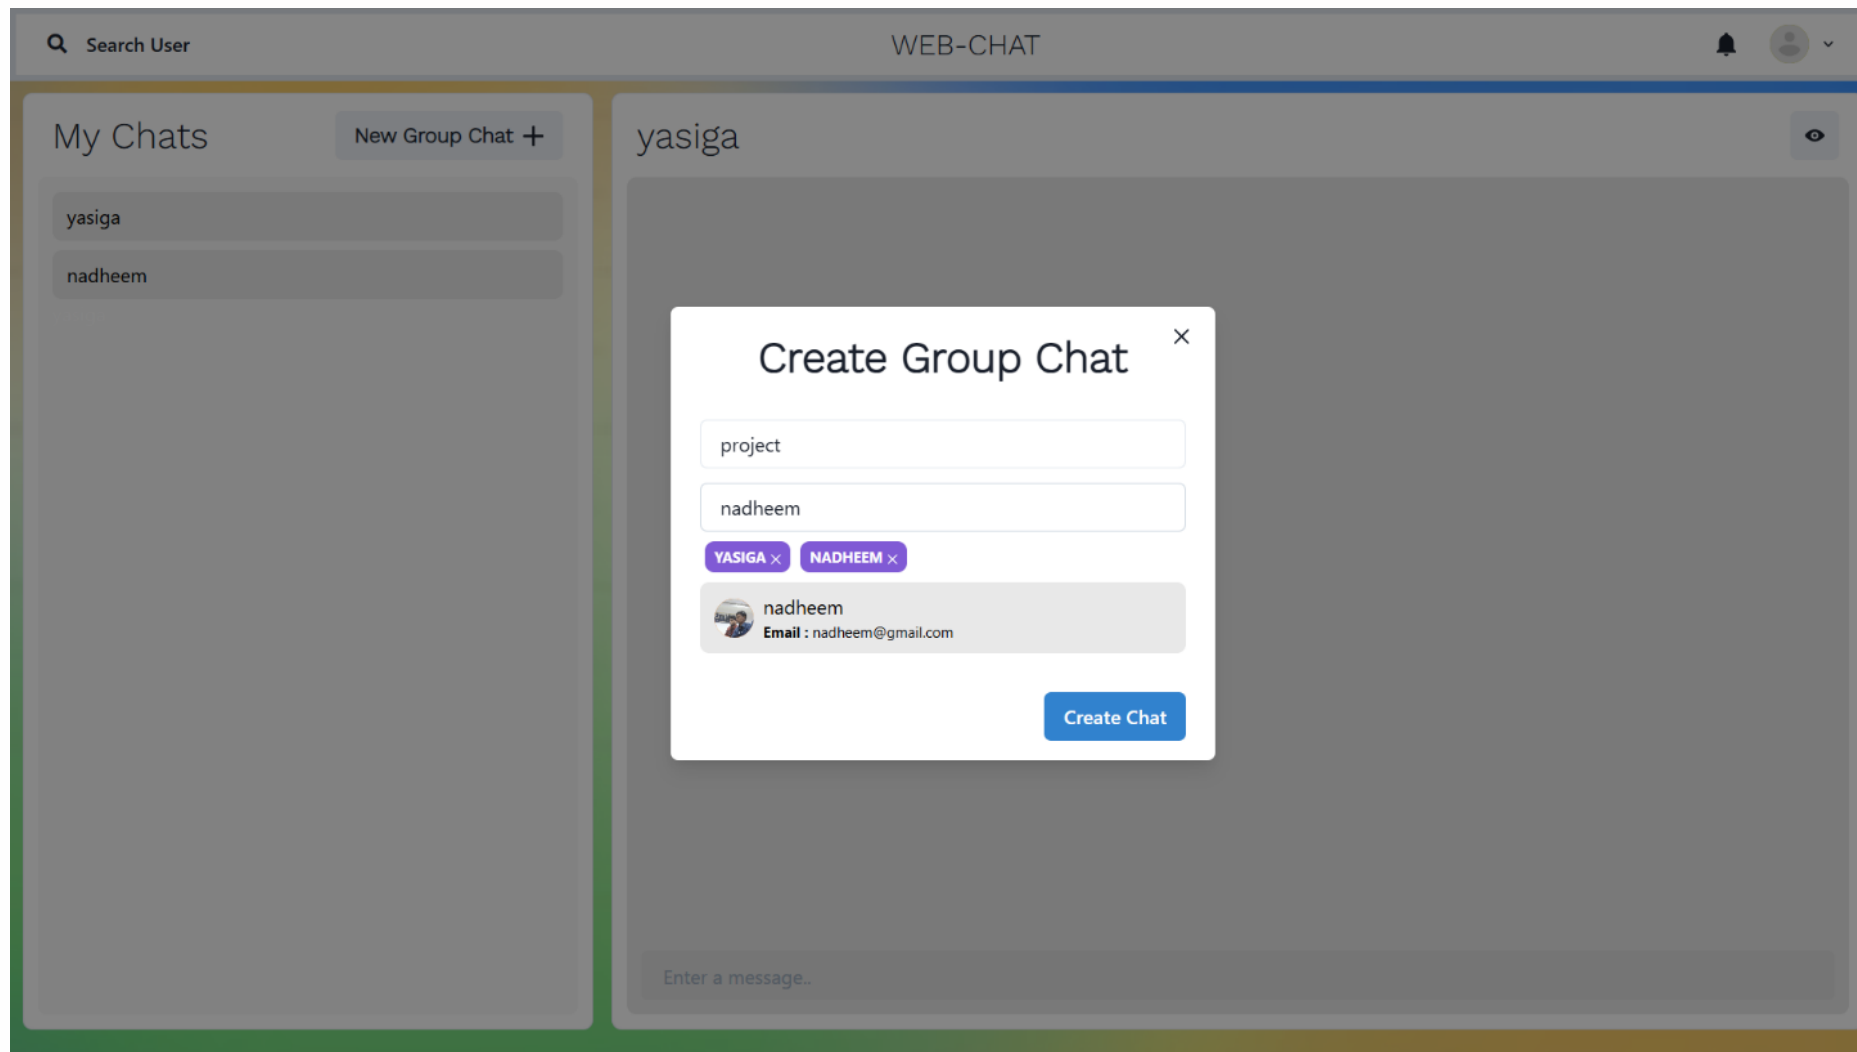 Search User
WEB-CHAT
My Chats
New Group Chat +
yasiga
nadheem
yasiga
Create Group Chat
project
nadheem
YASIGA × NADHEEM ×
nadheem
Email : nadheem@gmail.com
Create Chat
Enter a message..